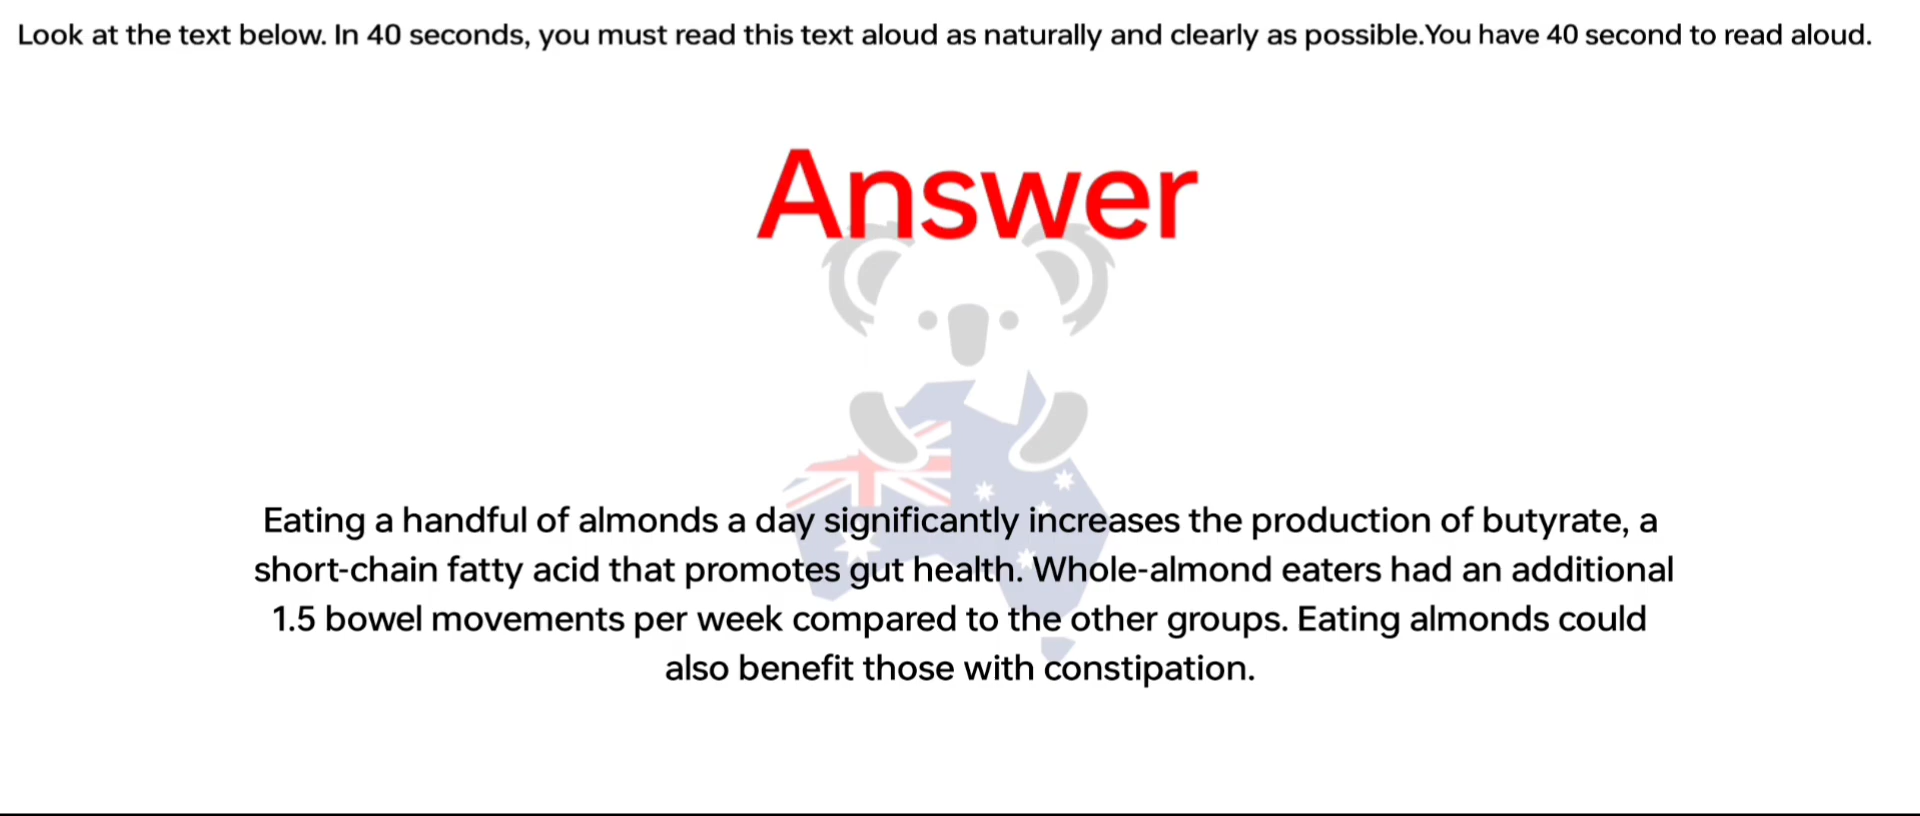 Look at the text below. In 40 seconds, you must read this text aloud as naturally and clearly as possible.You have 40 second to read aloud.
Answer
Eating a handful of almonds a day significantly increases the production of butyrate, a
short-chain fatty acid that promotes gut health. Whole-almond eaters had an additional
1.5 bowel movements per week compared to the other groups. Eating almonds could
also benefit those with constipation.